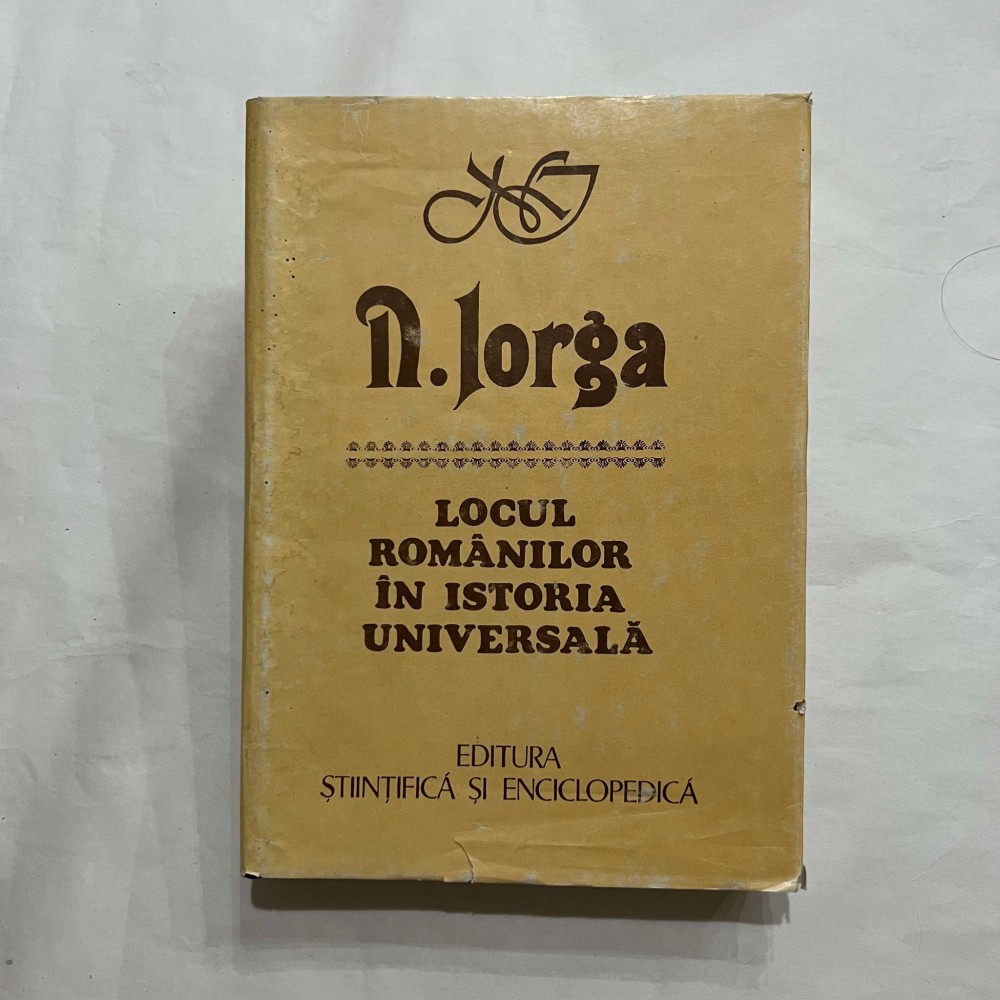 N. Iorga
LOCUL
ROMÂNILOR
ÎN ISTORIA
UNIVERSALĂ
EDITURA
ȘTIINȚIFICĂ ȘI ENCICLOPEDICĂ